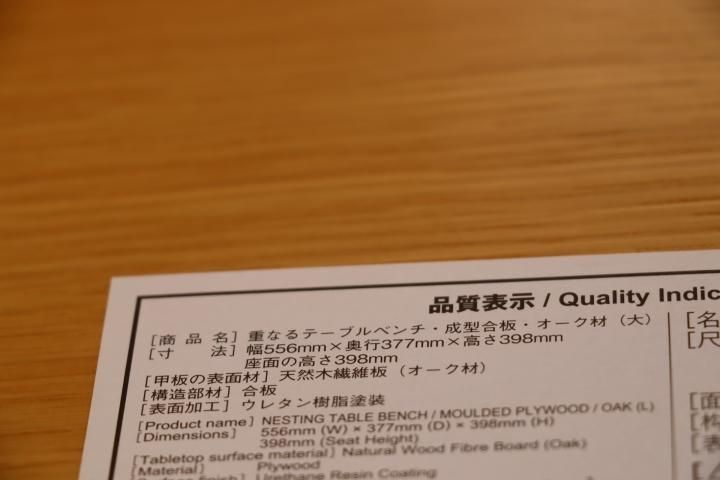 品質表示 / Quality Indic
[商 品 名] 重なるテーブルベンチ・成型合板・オーク材（大）
[寸 法] 幅556mm×奥行377mm×高さ398mm
座面の高さ398mm
[甲板の表面材] 天然木繊維板（オーク材）
[構造部材] 合板
[表面加工] ウレタン樹脂塗装
[Product name] NESTING TABLE BENCH / MOULDED PLYWOOD / OAK (L)
[Dimensions] 556mm (W) × 377mm (D) × 398mm (H)
398mm (Seat Height)
[Tabletop surface material] Natural Wood Fibre Board (Oak)
[Material] Plywood
[Surface finish] Urethane Resin Coating
[名
[尺
[面
[构
[表